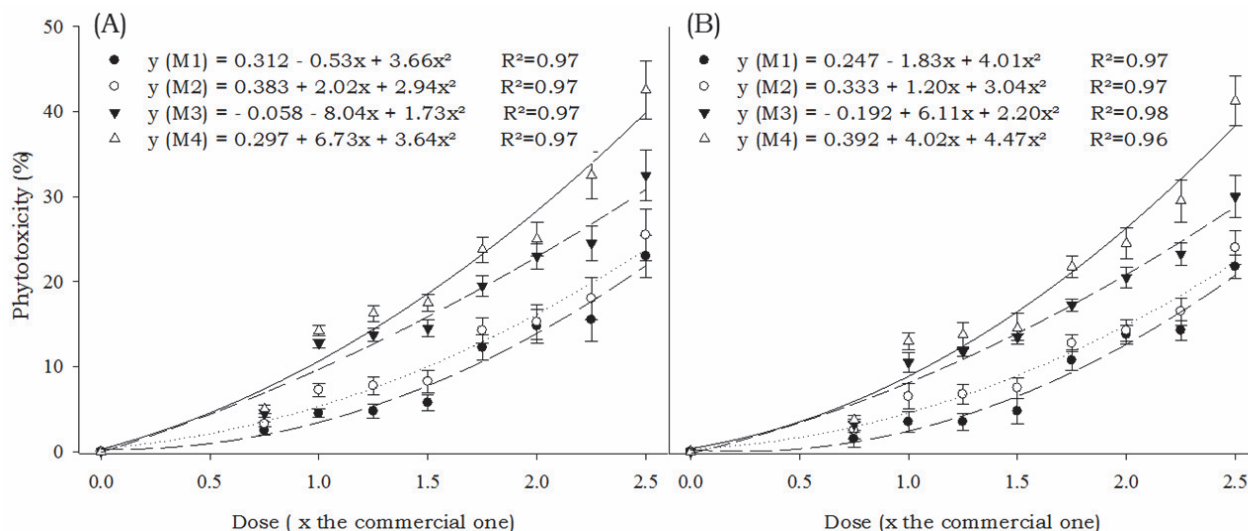 (A)
y (M1) = 0.312 - 0.53x + 3.66x² R²=0.97
y (M2) = 0.383 + 2.02x + 2.94x² R²=0.97
y (M3) = - 0.058 - 8.04x + 1.73x² R²=0.97
y (M4) = 0.297 + 6.73x + 3.64x² R²=0.97
(B)
y (M1) = 0.247 - 1.83x + 4.01x² R²=0.97
y (M2) = 0.333 + 1.20x + 3.04x² R²=0.97
y (M3) = - 0.192 + 6.11x + 2.20x² R²=0.98
y (M4) = 0.392 + 4.02x + 4.47x² R²=0.96
Phytotoxicity (%)
50
40
30
20
10
0
0.0 0.5 1.0 1.5 2.0 2.5
0.0 0.5 1.0 1.5 2.0 2.5
Dose ( x the commercial one)
Dose (x the commercial one)